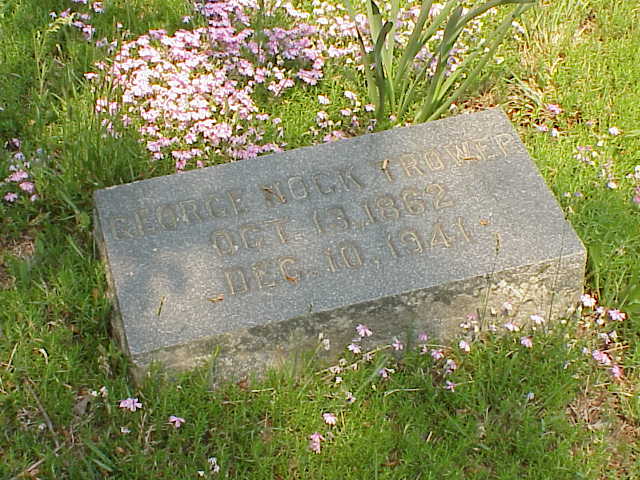 GEORGE NOCK TROWER
OCT. 13, 1862
DEC. 10, 1941